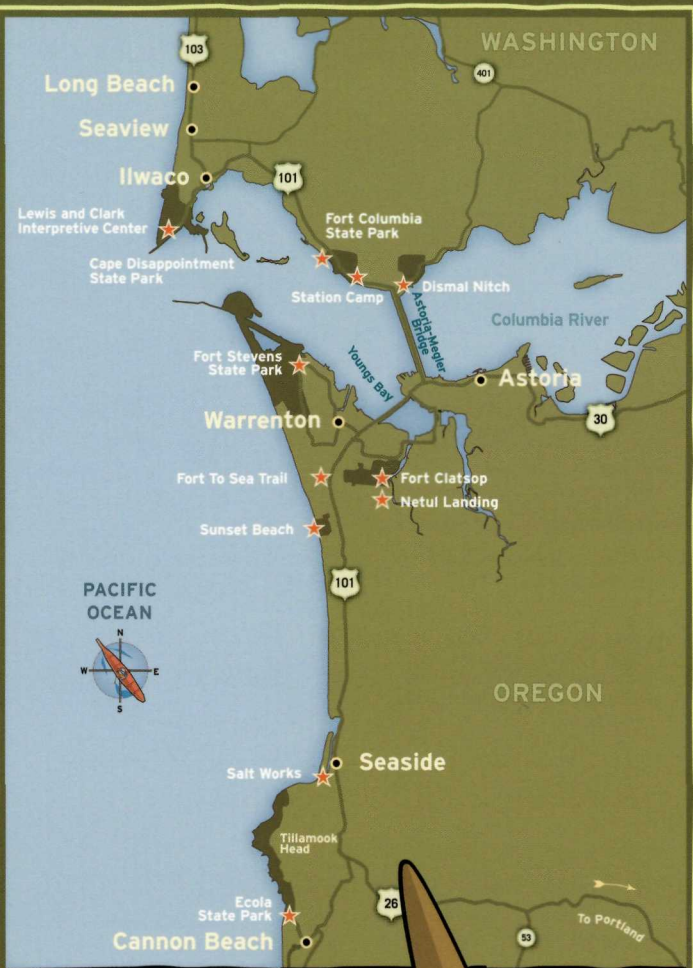 103
WASHINGTON
401
Long Beach
Seaview
Ilwaco
101
Lewis and Clark
Interpretive Center
Fort Columbia
State Park
Cape Disappointment
State Park
Station Camp
Dismal Nitch
Astoria-Megler
Bridge
Columbia River
Fort Stevens
State Park
Youngs Bay
Astoria
Warrenton
30
Fort To Sea Trail
Fort Clatsop
Netul Landing
Sunset Beach
101
PACIFIC
OCEAN
N
W
E
S
OREGON
Seaside
Salt Works
Tillamook
Head
Ecola
State Park
26
To Portland
Cannon Beach
53